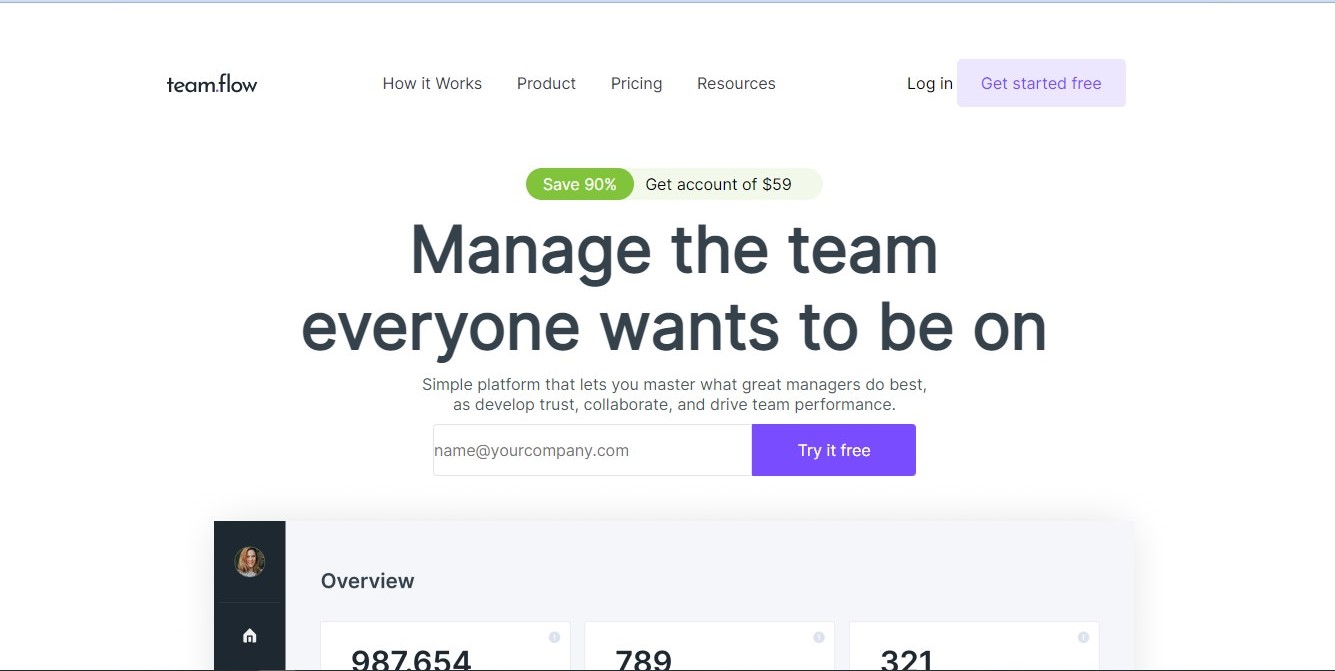 team.flow
How it Works
Product
Pricing
Resources
Log in
Get started free
Save 90%
Get account of $59
Manage the team
everyone wants to be on
Simple platform that lets you master what great managers do best,
as develop trust, collaborate, and drive team performance.
name@yourcompany.com
Try it free
Overview
987.654
789
321